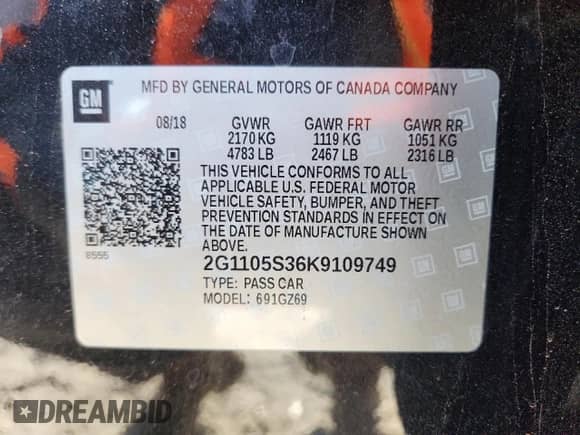 GM
MFD BY GENERAL MOTORS OF CANADA COMPANY
08/18 GVWR GAWR FRT GAWR RR
2170 KG 1119 KG 1051 KG
4783 LB 2467 LB 2316 LB
THIS VEHICLE CONFORMS TO ALL
APPLICABLE U.S. FEDERAL MOTOR
VEHICLE SAFETY, BUMPER, AND THEFT
PREVENTION STANDARDS IN EFFECT ON
THE DATE OF MANUFACTURE SHOWN
ABOVE.
8555
2G1105S36K9109749
TYPE: PASS CAR
MODEL: 691GZ69
DREAMBID